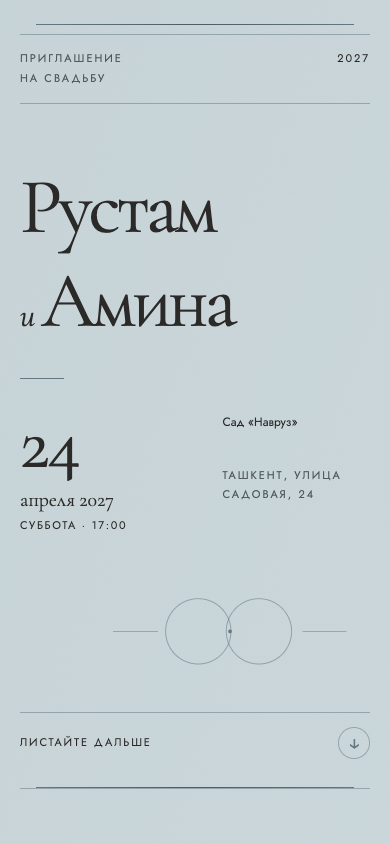 ПРИГЛАШЕНИЕ
НА СВАДЬБУ
2027
Рустам
и Амина
24
апреля 2027
СУББОТА · 17:00
Сад «Навруз»
ТАШКЕНТ, УЛИЦА
САДОВАЯ, 24
ЛИСТАЙТЕ ДАЛЬШЕ